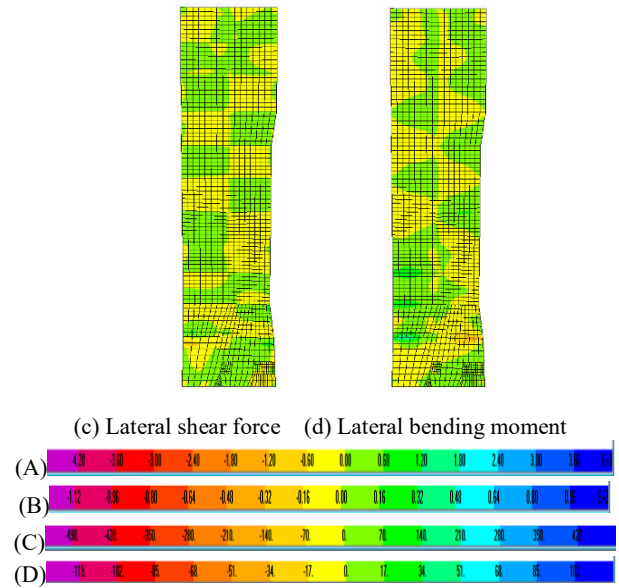 (c) Lateral shear force (d) Lateral bending moment
(A) -4.20 -3.60 -3.00 -2.40 -1.80 -1.20 -0.60 0.00 0.60 1.20 1.80 2.40 3.00 3.60
(B) -1.12 -0.96 -0.80 -0.64 -0.48 -0.32 -0.16 0.00 0.16 0.32 0.48 0.64 0.80 0.96
(C) -490. -420. -350. -280. -210. -140. -70. 0. 70. 140. 210. 280. 350. 420.
(D) -119. -102. -85. -68. -51. -34. -17. 0. 17. 34. 51. 68. 85. 102.